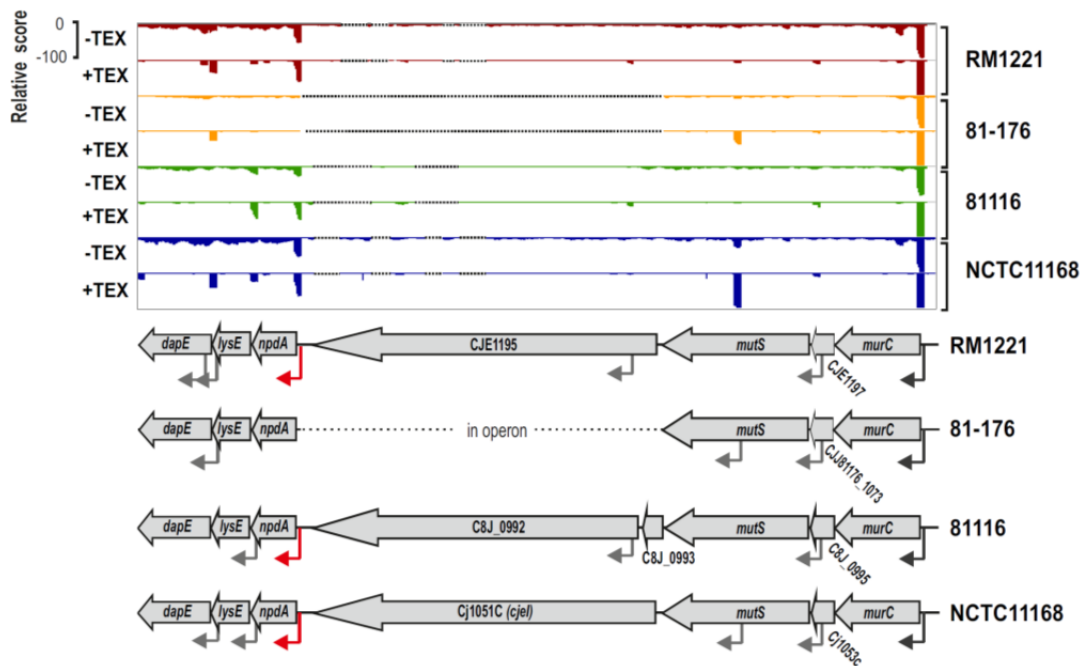 Relative score
0
-100
-TEX
+TEX
RM1221
-TEX
+TEX
81-176
-TEX
+TEX
81116
-TEX
+TEX
NCTC11168
dapE lysE npdA CJE1195 mutS murC RM1221
CJE1197
dapE lysE npdA in operon mutS murC 81-176
CJJ81176_1073
dapE lysE npdA C8J_0992 mutS murC 81116
C8J_0993 C8J_0995
dapE lysE npdA Cj1051C (cjeI) mutS murC NCTC11168
Cj1053c